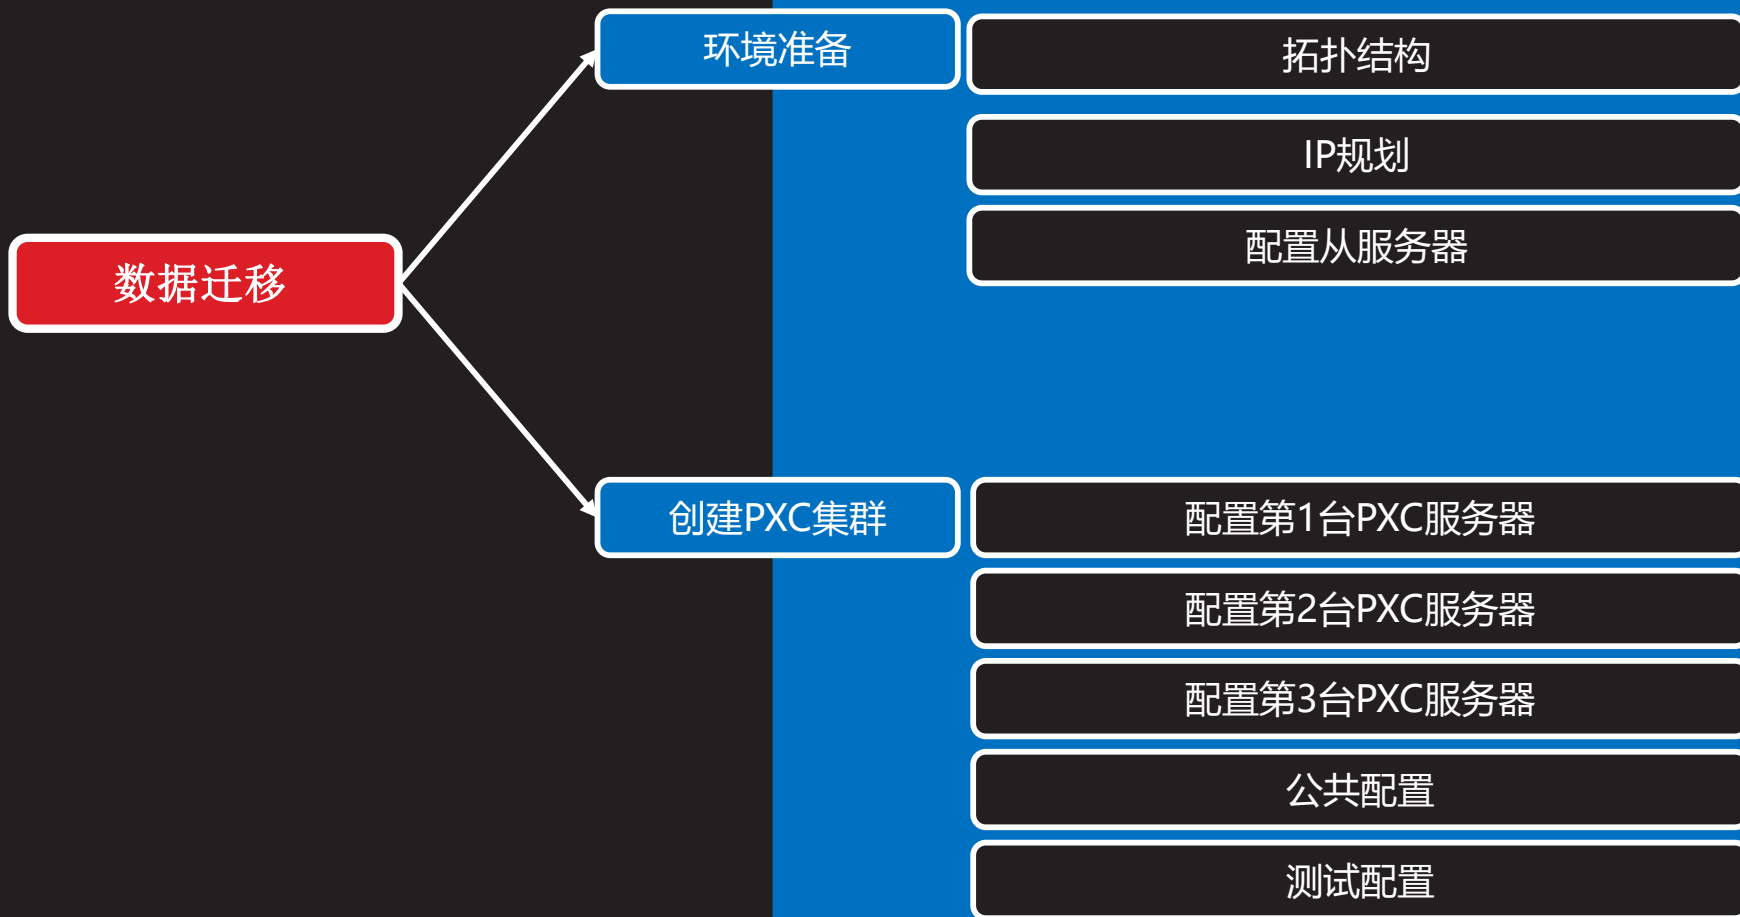 环境准备
拓扑结构
IP规划
配置从服务器
数据迁移
创建PXC集群
配置第1台PXC服务器
配置第2台PXC服务器
配置第3台PXC服务器
公共配置
测试配置